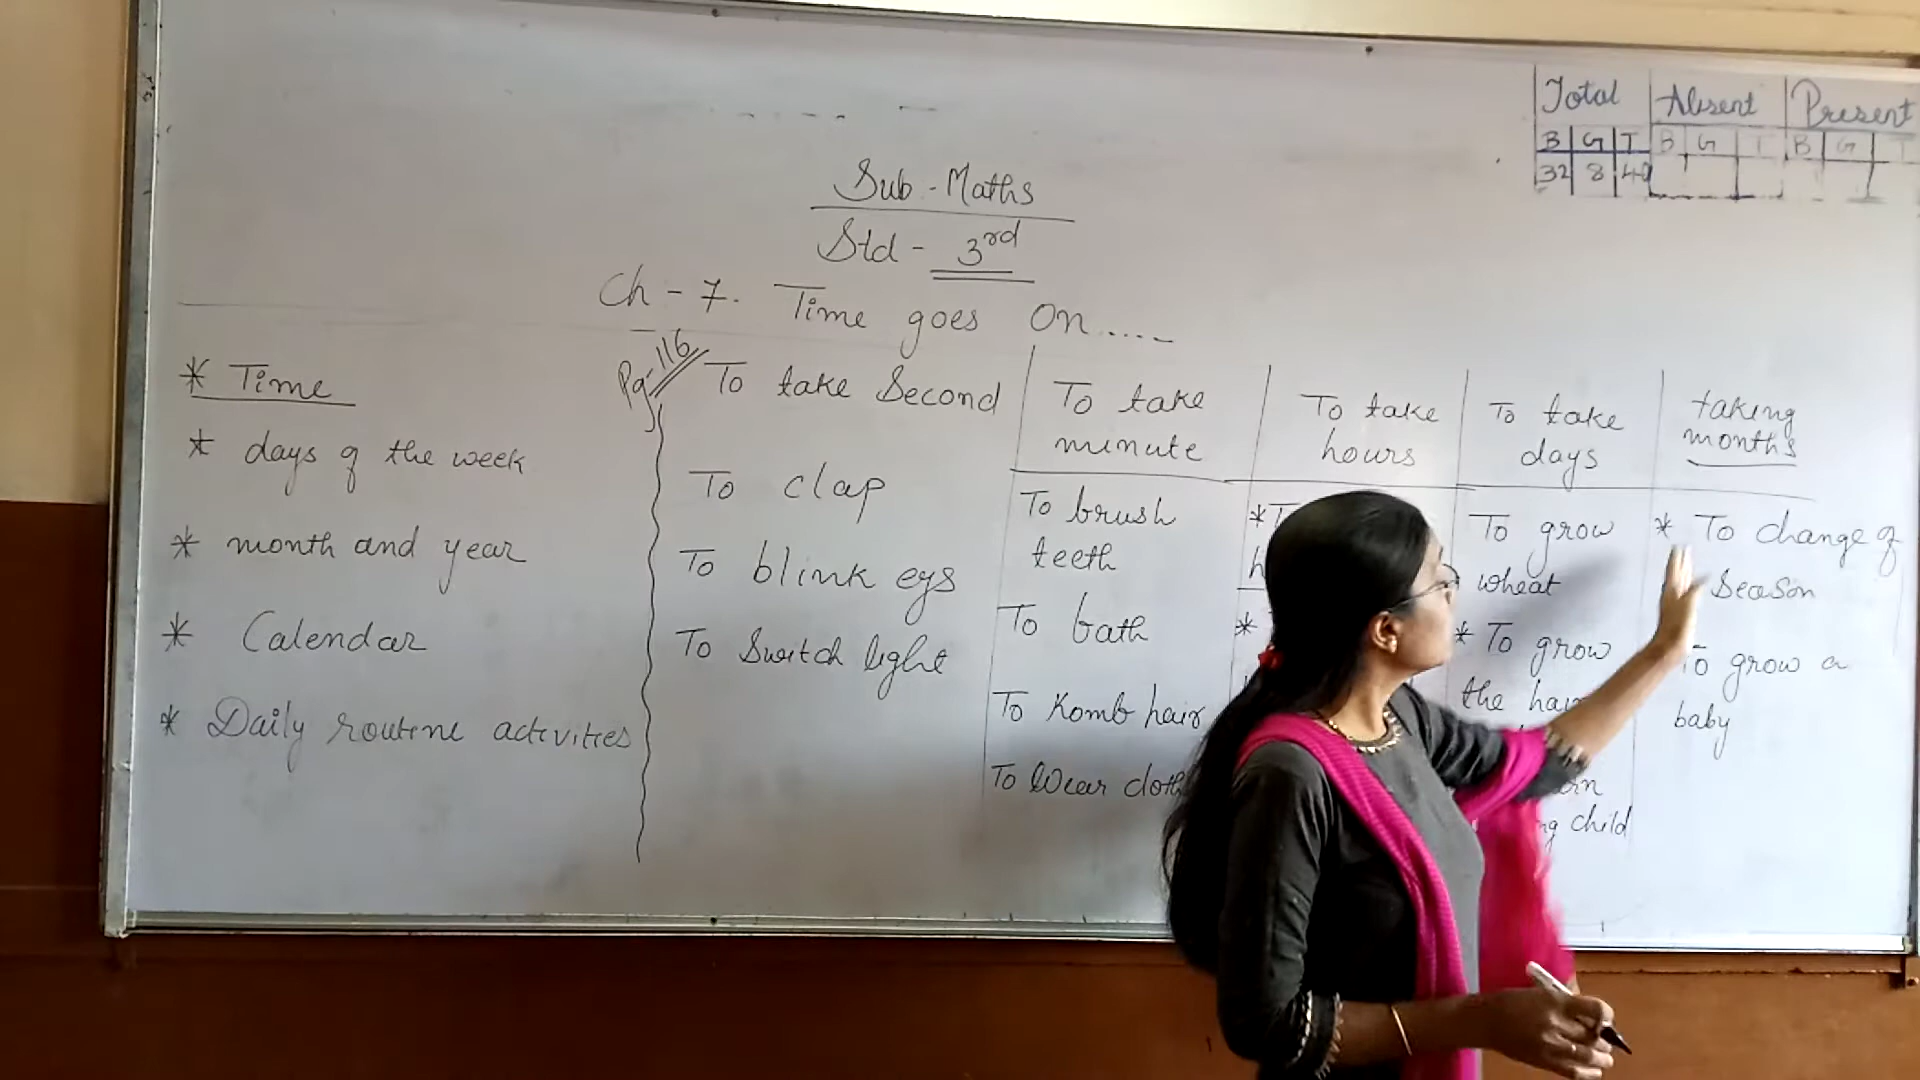 Total Absent Present
B G T B G T B G T
32 8 40
Sub - Maths
Std - 3rd
Ch - 7. Time goes On.....
* Time
* days of the week
* month and year
* Calendar
* Daily routine activities
Pg-116
To take Second
To clap
To blink eys
To Switch light
To take
minute
To brush
teeth
To bath
To Komb hair
To Wear cloth
To take
hours
*
*
To take
days
To grow
wheat
* To grow
the hair
child
taking
months
* To change of
Season
To grow a
baby